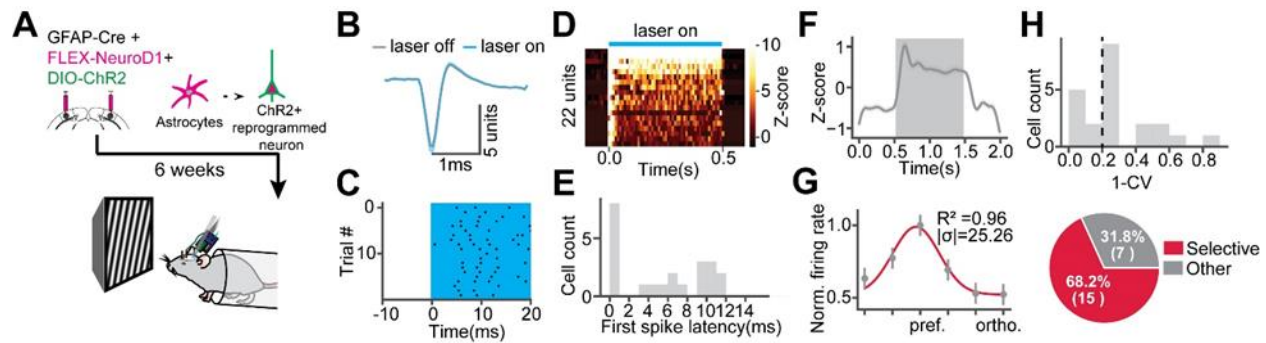 A
GFAP-Cre +
FLEX-NeuroD1+
DIO-ChR2
Astrocytes
ChR2+
reprogrammed
neuron
6 weeks
B
laser off
laser on
5 units
1ms
C
Trial #
0
10
-10
0
10
20
Time(ms)
D
laser on
22 units
0.0
0.5
Time(s)
10
5
0
Z-score
E
Cell count
5
0
0 2 4 6 8 101214
First spike latency(ms)
F
Z-score
1
0
−1
0.0 0.5 1.0 1.5 2.0
Time(s)
G
Norm. firing rate
1.0
0.5
R² =0.96
|σ|=25.26
pref.
ortho.
H
Cell count
5
0
0.0 0.2 0.4 0.6 0.8
1-CV
31.8%
(7 )
68.2%
(15 )
Selective
Other